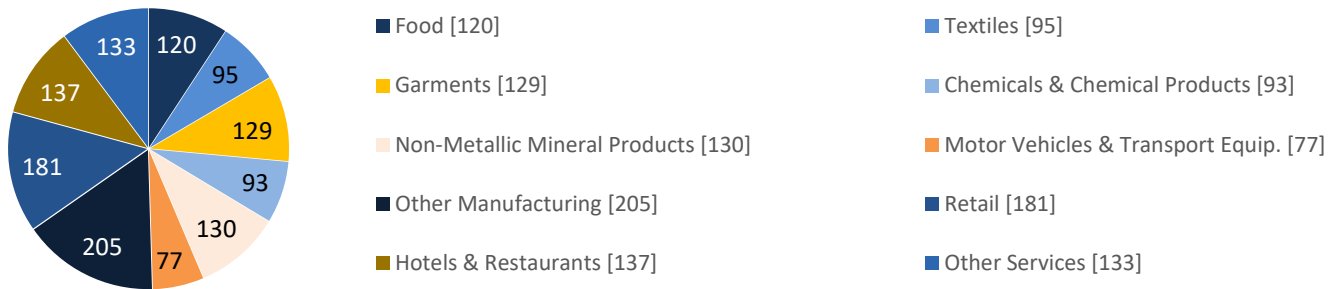 120
95
129
93
130
77
205
181
137
133
Food [120]
Textiles [95]
Garments [129]
Chemicals & Chemical Products [93]
Non-Metallic Mineral Products [130]
Motor Vehicles & Transport Equip. [77]
Other Manufacturing [205]
Retail [181]
Hotels & Restaurants [137]
Other Services [133]